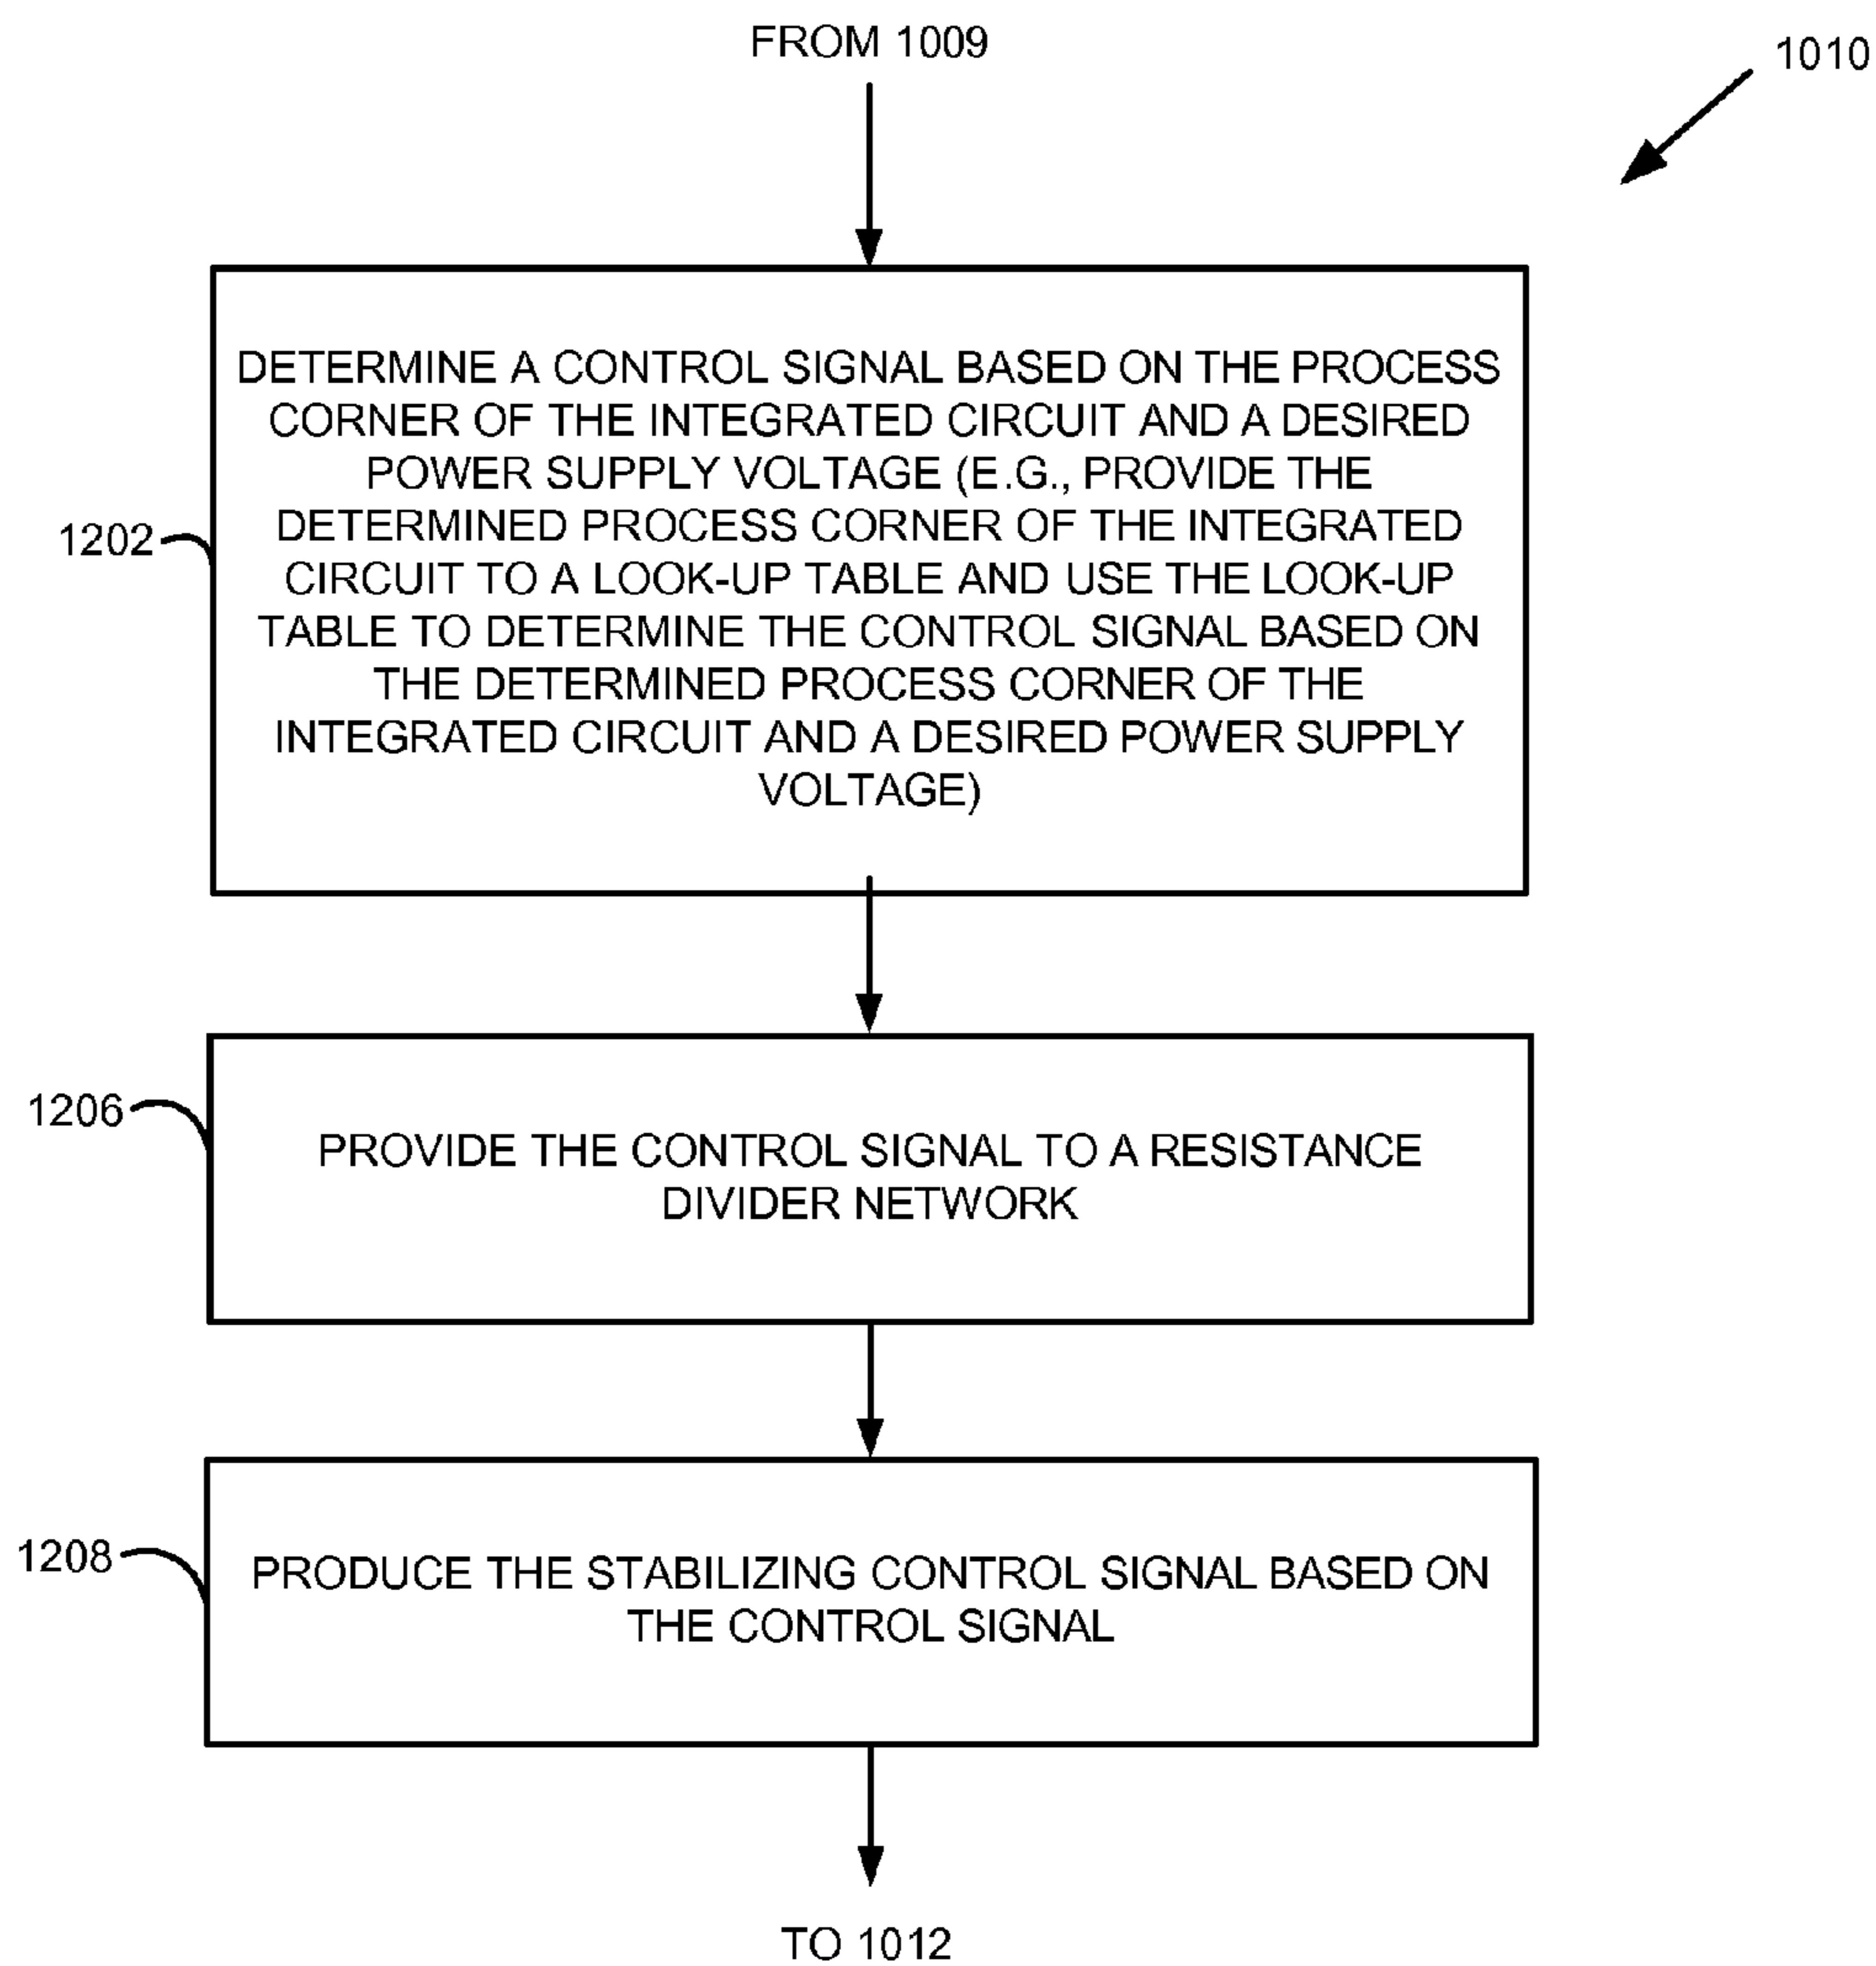 FROM 1009
1010
DETERMINE A CONTROL SIGNAL BASED ON THE PROCESS
CORNER OF THE INTEGRATED CIRCUIT AND A DESIRED
POWER SUPPLY VOLTAGE (E.G., PROVIDE THE
DETERMINED PROCESS CORNER OF THE INTEGRATED
CIRCUIT TO A LOOK-UP TABLE AND USE THE LOOK-UP
TABLE TO DETERMINE THE CONTROL SIGNAL BASED ON
THE DETERMINED PROCESS CORNER OF THE
INTEGRATED CIRCUIT AND A DESIRED POWER SUPPLY
VOLTAGE)
1202
1206
PROVIDE THE CONTROL SIGNAL TO A RESISTANCE
DIVIDER NETWORK
1208
PRODUCE THE STABILIZING CONTROL SIGNAL BASED ON
THE CONTROL SIGNAL
TO 1012